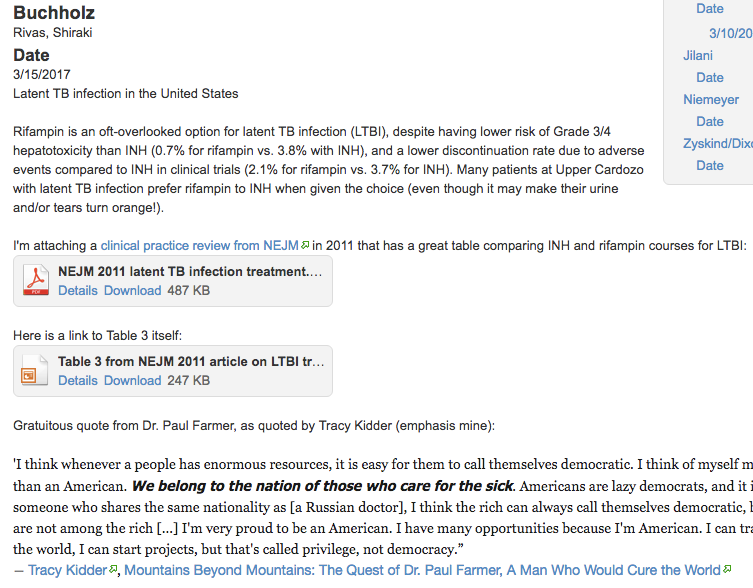 Buchholz
Rivas, Shiraki
Date
3/15/2017
Latent TB infection in the United States
Rifampin is an oft-overlooked option for latent TB infection (LTBI), despite having lower risk of Grade 3/4
hepatotoxicity than INH (0.7% for rifampin vs. 3.8% with INH), and a lower discontinuation rate due to adverse
events compared to INH in clinical trials (2.1% for rifampin vs. 3.7% for INH). Many patients at Upper Cardozo
with latent TB infection prefer rifampin to INH when given the choice (even though it may make their urine
and/or tears turn orange!).
I'm attaching a clinical practice review from NEJM in 2011 that has a great table comparing INH and rifampin courses for LTBI:
NEJM 2011 latent TB infection treatment....
PDF
Details Download 487 KB
Here is a link to Table 3 itself:
Table 3 from NEJM 2011 article on LTBI tr...
Details Download 247 KB
Gratuitous quote from Dr. Paul Farmer, as quoted by Tracy Kidder (emphasis mine):
'I think whenever a people has enormous resources, it is easy for them to call themselves democratic. I think of myself m
than an American. We belong to the nation of those who care for the sick. Americans are lazy democrats, and it i
someone who shares the same nationality as [a Russian doctor], I think the rich can always call themselves democratic, b
are not among the rich [...] I'm very proud to be an American. I have many opportunities because I'm American. I can tra
the world, I can start projects, but that's called privilege, not democracy.”
― Tracy Kidder, Mountains Beyond Mountains: The Quest of Dr. Paul Farmer, A Man Who Would Cure the World
Date
3/10/20
Jilani
Date
Niemeyer
Date
Zyskind/Dixo
Date